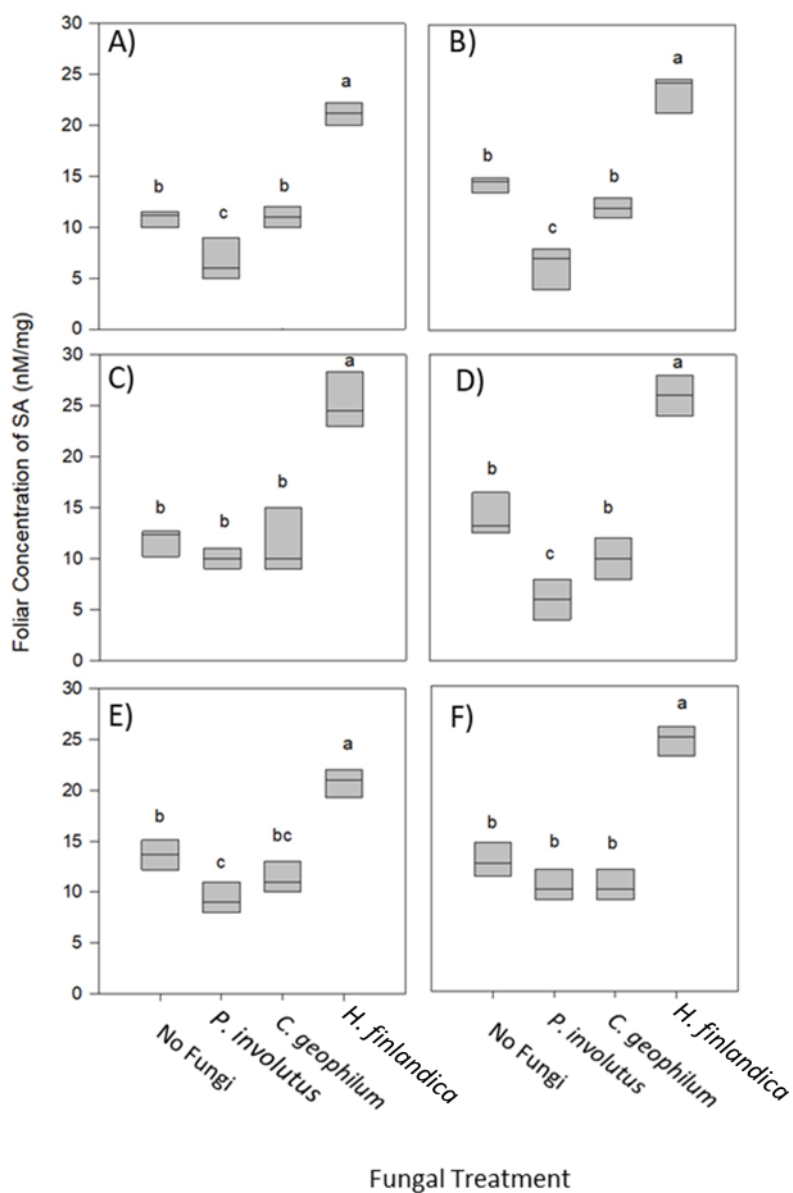 30
25
20
15
10
5
0
A)
b
c
b
a
B)
b
c
b
a
Foliar Concentration of SA (nM/mg)
30
25
20
15
10
5
0
C)
b
b
b
a
D)
b
c
b
a
30
25
20
15
10
5
0
E)
b
c
bc
a
F)
b
b
b
a
No Fungi
P. involutus
C. geophilum
H. finlandica
No Fungi
P. involutus
C. geophilum
H. finlandica
Fungal Treatment